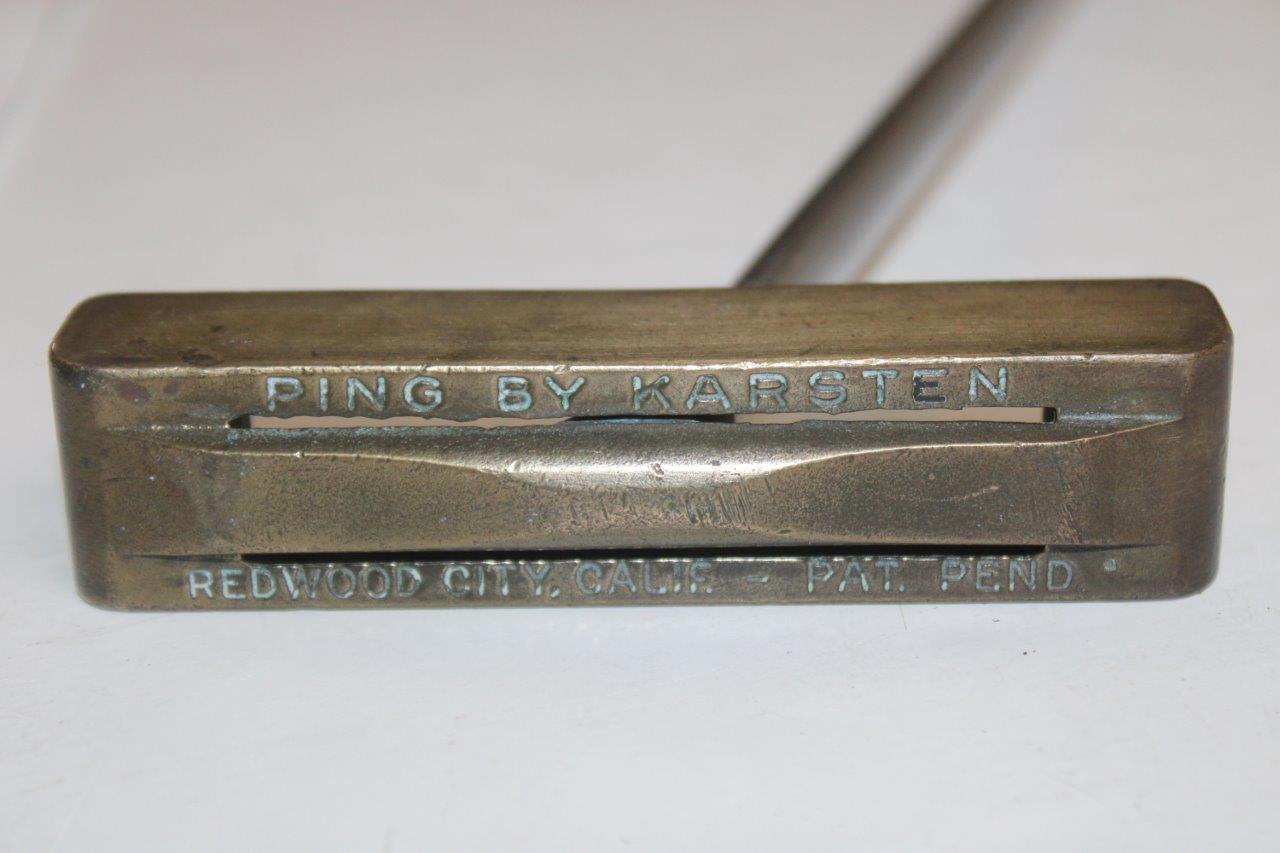 PING BY KARSTEN
REDWOOD CITY, CALIF. - PAT. PEND